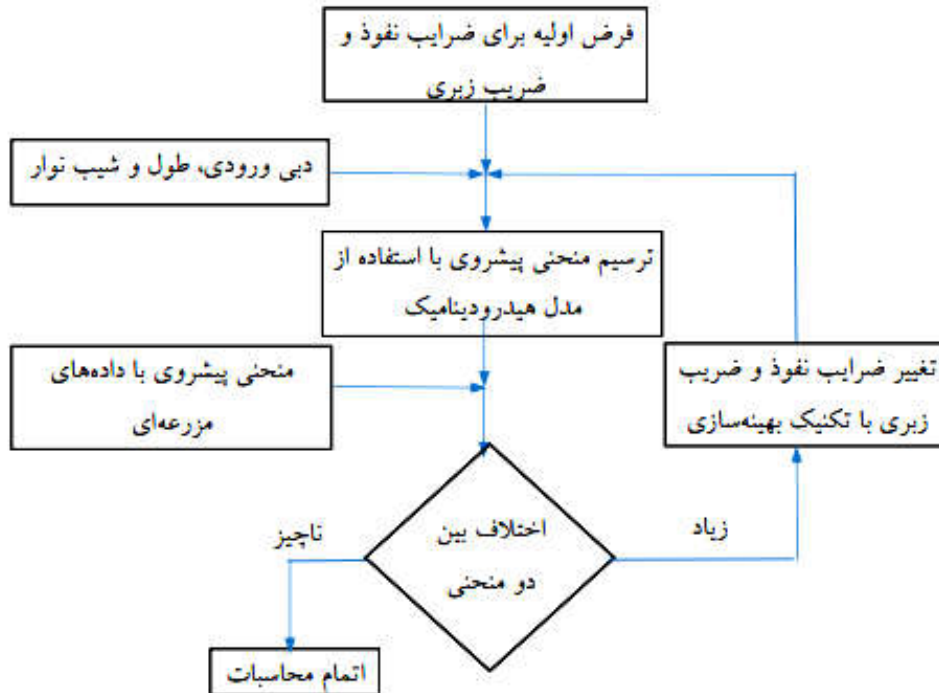 فرض اولیه برای ضرایب نفوذ و
ضریب زبری
دبی ورودی، طول و شیب نوار
ترسیم منحنی پیشروی با استفاده از
مدل هیدرودینامیک
منحنی پیشروی با داده‌های
مزرعه‌ای
تغییر ضرایب نفوذ و ضریب
زبری با تکنیک بهینه‌سازی
اختلاف بین
دو منحنی
زیاد
ناچیز
اتمام محاسبات